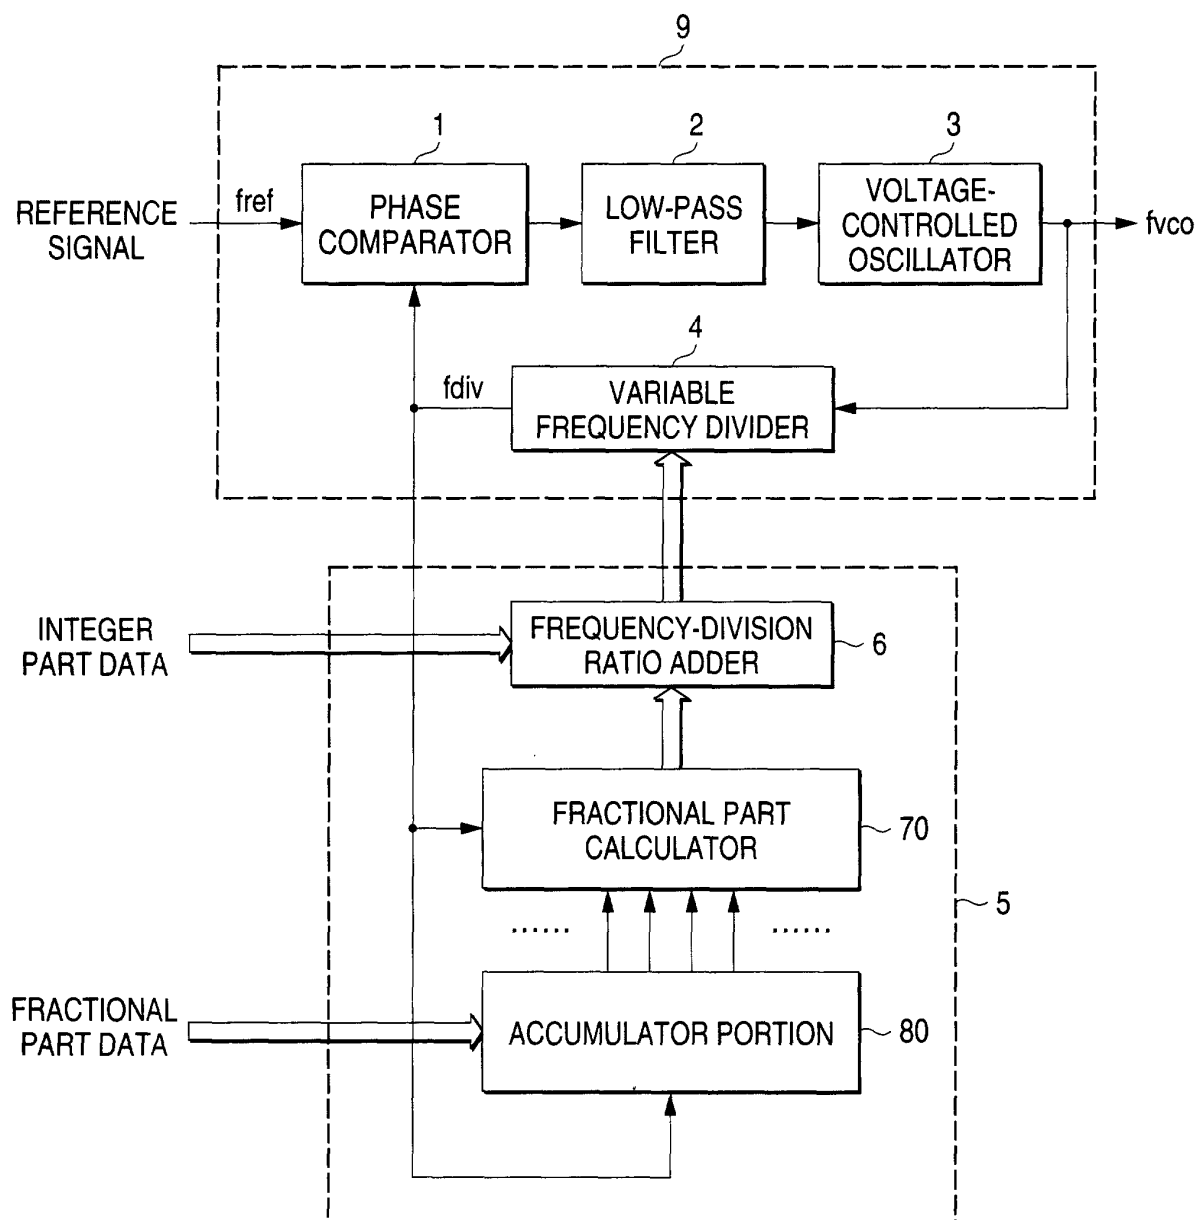 9
1
2
3
REFERENCE
SIGNAL
fref
PHASE
COMPARATOR
LOW-PASS
FILTER
VOLTAGE-
CONTROLLED
OSCILLATOR
fvco
4
fdiv
VARIABLE
FREQUENCY DIVIDER
INTEGER
PART DATA
FREQUENCY-DIVISION
RATIO ADDER
6
FRACTIONAL PART
CALCULATOR
70
5
......
......
FRACTIONAL
PART DATA
ACCUMULATOR PORTION
80